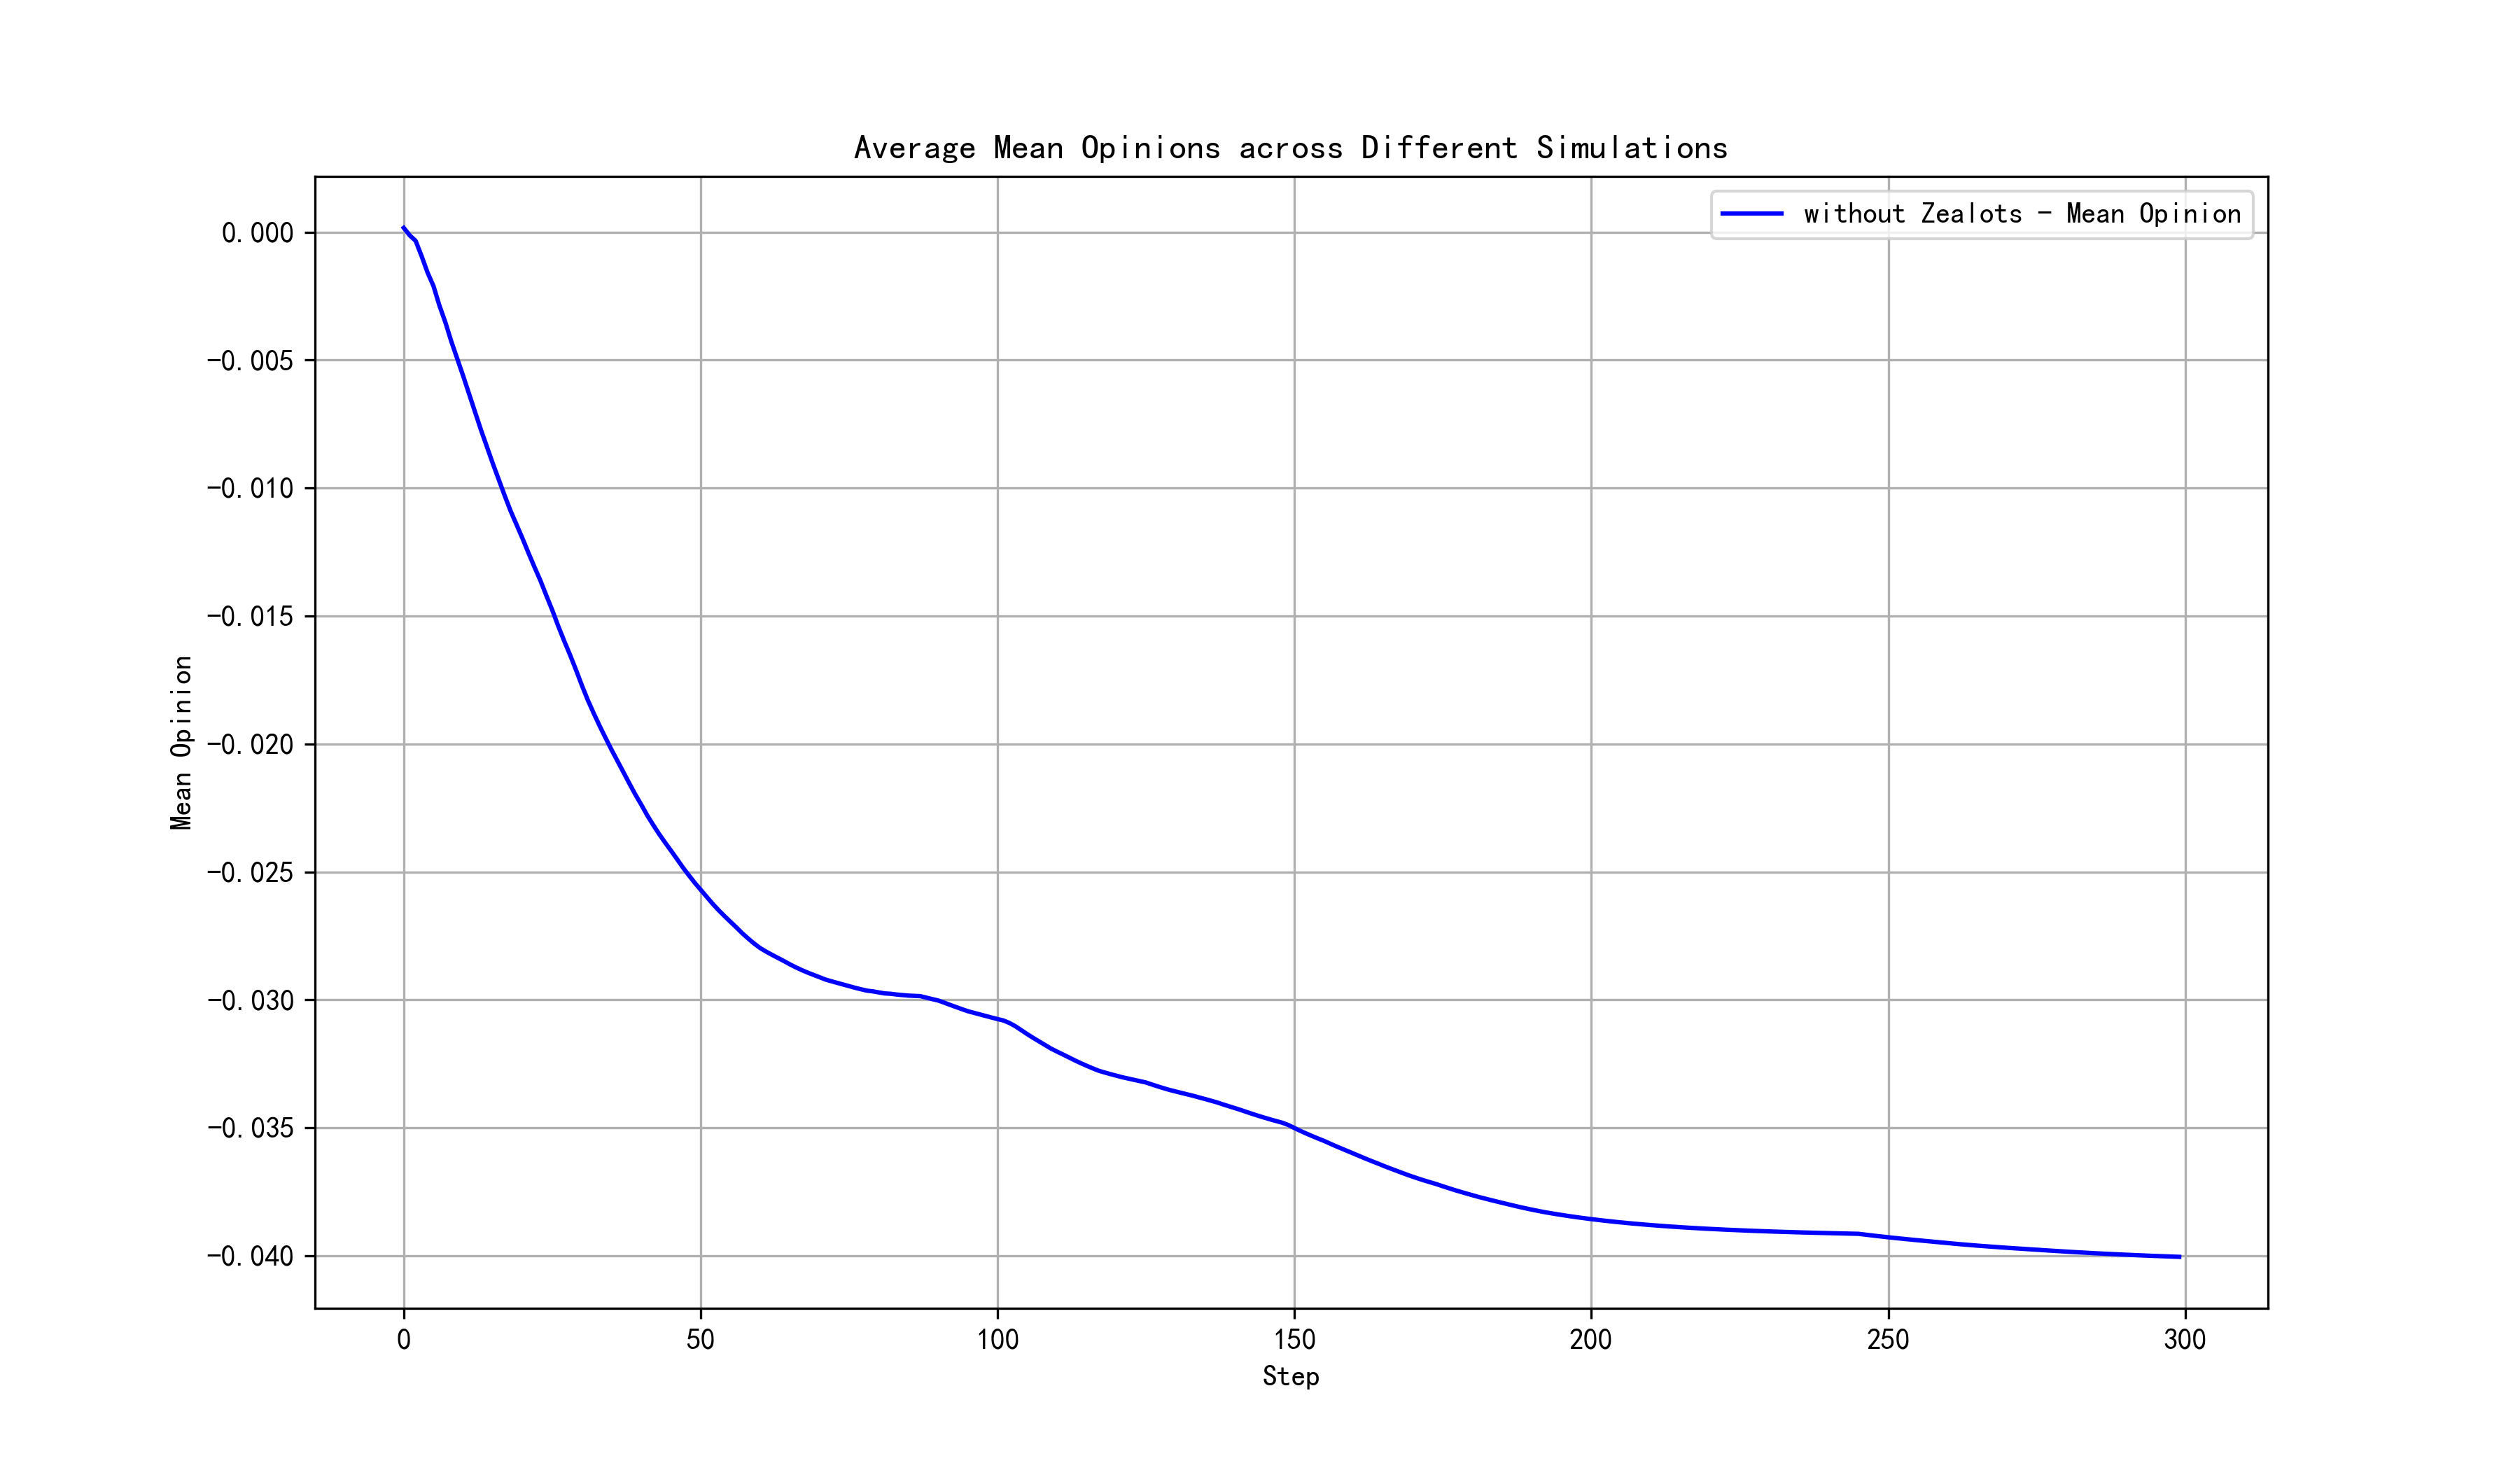 Average Mean Opinions across Different Simulations
without Zealots - Mean Opinion
Mean Opinion
0.000
-0.005
-0.010
-0.015
-0.020
-0.025
-0.030
-0.035
-0.040
0 50 100 150 200 250 300
Step